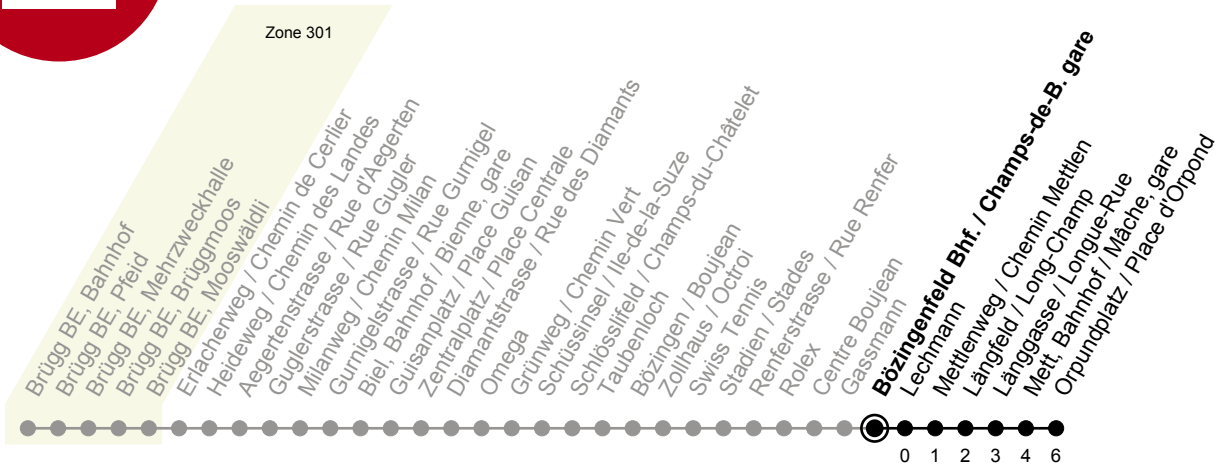 Zone 301
Brügg BE, Bahnhof
Brügg BE, Pfeid
Brügg BE, Mehrzweckhalle
Brügg BE, Brüggmoos
Brügg BE, Mooswäldli
Erlacherweg / Chemin de Cerlier
Heideweg / Chemin des Landes
Aegertenstrasse / Rue d'Aegerten
Guglerstrasse / Rue Gugler
Milanweg / Chemin Milan
Gurnigelstrasse / Rue Gurnigel
Biel, Bahnhof / Bienne, gare
Guisanplatz / Place Guisan
Zentralplatz / Place Centrale
Diamantstrasse / Rue des Diamants
Omega
Grünweg / Chemin Vert
Schüssinsel / Ile-de-la-Suze
Schlösslifeld / Champs-du-Châtelet
Taubenloch
Bözingen / Boujean
Zollhaus / Octroi
Swiss Tennis
Stadien / Stades
Renferstrasse / Rue Renfer
Rolex
Centre Boujean
Gassmann
Bözingenfeld Bhf. / Champs-de-B. gare
Lechmann
Mettlenweg / Chemin Mettlen
Längfeld / Long-Champ
Länggasse / Longue-Rue
Mett, Bahnhof / Mâche, gare
Orpundplatz / Place d'Orpond
0 1 2 3 4 6